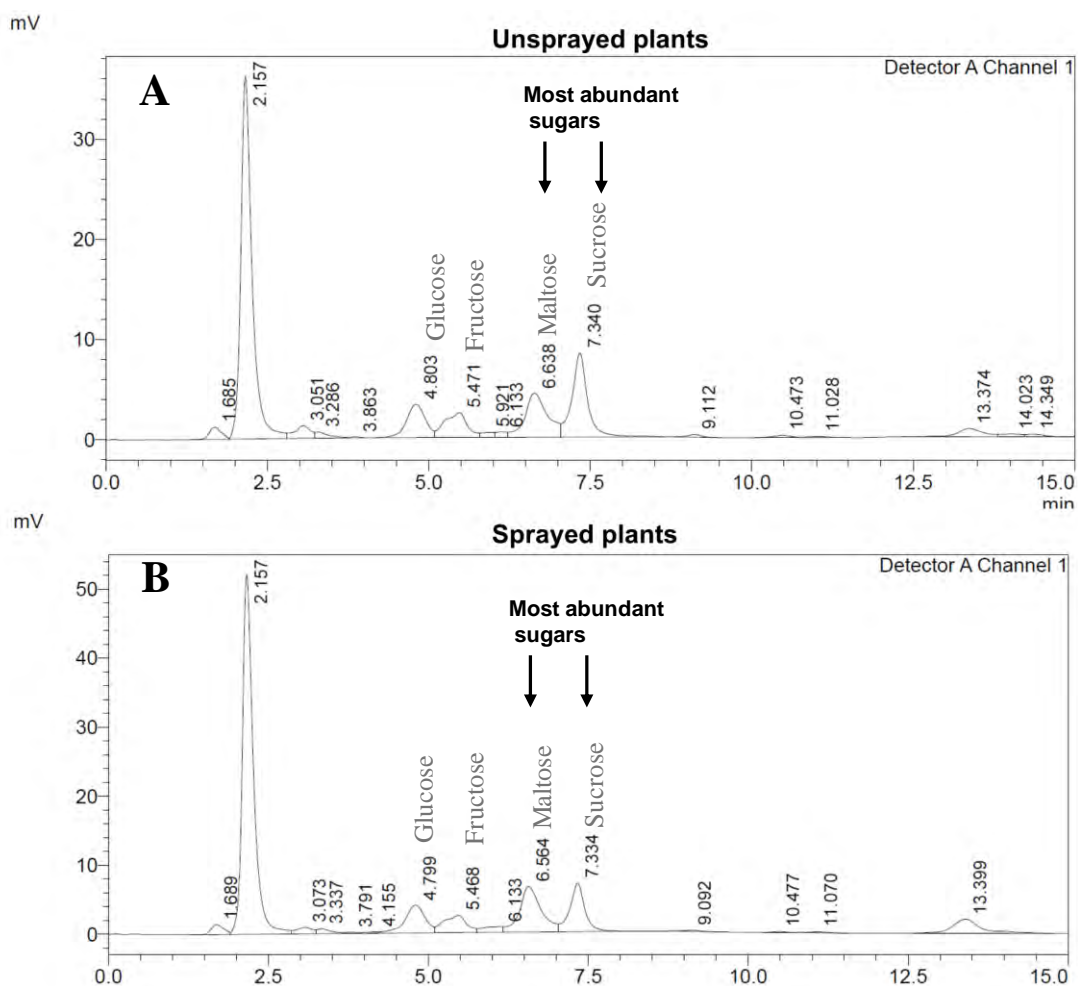 mV
Unsprayed plants
Detector A Channel 1
A
Most abundant
sugars
30
20
10
0
1.685
2.157
3.051
3.286
3.863
4.803
Glucose
5.471
Fructose
5.921
6.133
6.638
Maltose
7.340
Sucrose
9.112
10.473
11.028
13.374
14.023
14.349
0.0 2.5 5.0 7.5 10.0 12.5 15.0
min
mV
Sprayed plants
Detector A Channel 1
B
Most abundant
sugars
50
40
30
20
10
0
1.689
2.157
3.073
3.337
3.791
4.155
4.799
Glucose
5.468
Fructose
6.133
6.564
Maltose
7.334
Sucrose
9.092
10.477
11.070
13.399
0.0 2.5 5.0 7.5 10.0 12.5 15.0